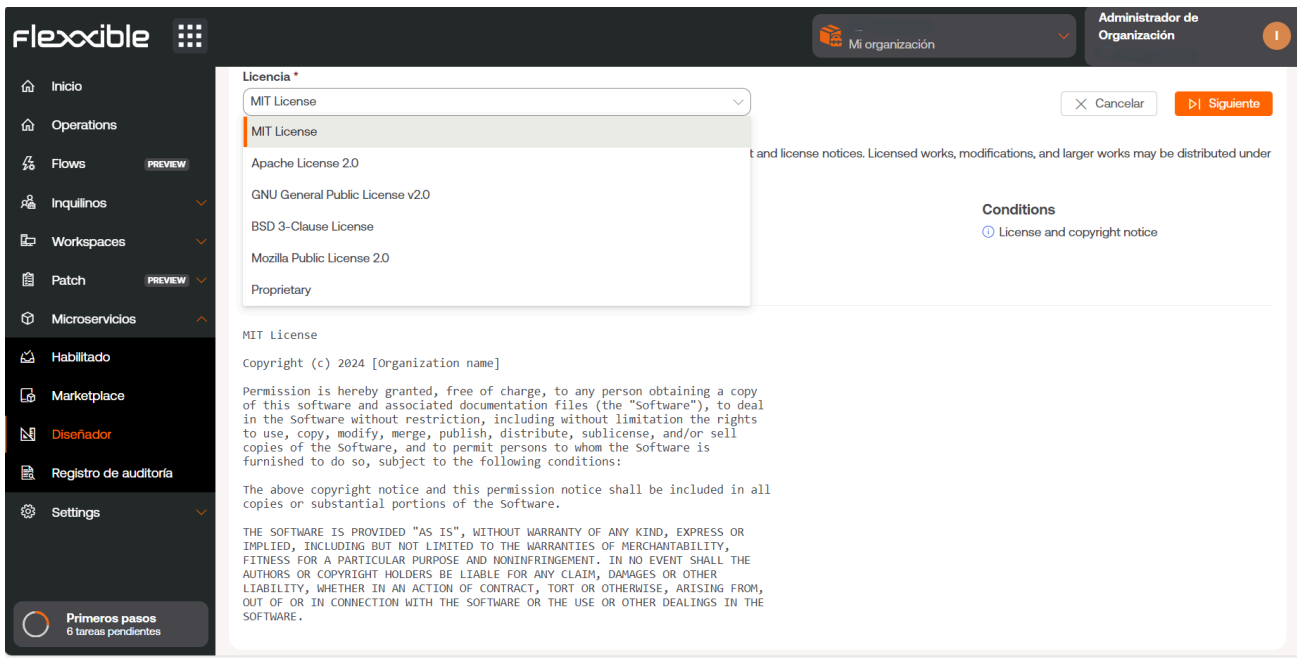 Flexxible
Mi organización
Administrador de
Organización
I
Inicio
Operations
Flows PREVIEW
Inquilinos
Workspaces
Patch PREVIEW
Microservicios
Habilitado
Marketplace
Diseñador
Registro de auditoría
Settings
Primeros pasos
6 tareas pendientes
Licencia *
MIT License
Cancelar
Siguiente
MIT License
Apache License 2.0
GNU General Public License v2.0
BSD 3-Clause License
Mozilla Public License 2.0
Proprietary
and license notices. Licensed works, modifications, and larger works may be distributed under
Conditions
License and copyright notice
MIT License
Copyright (c) 2024 [Organization name]
Permission is hereby granted, free of charge, to any person obtaining a copy
of this software and associated documentation files (the "Software"), to deal
in the Software without restriction, including without limitation the rights
to use, copy, modify, merge, publish, distribute, sublicense, and/or sell
copies of the Software, and to permit persons to whom the Software is
furnished to do so, subject to the following conditions:
The above copyright notice and this permission notice shall be included in all
copies or substantial portions of the Software.
THE SOFTWARE IS PROVIDED "AS IS", WITHOUT WARRANTY OF ANY KIND, EXPRESS OR
IMPLIED, INCLUDING BUT NOT LIMITED TO THE WARRANTIES OF MERCHANTABILITY,
FITNESS FOR A PARTICULAR PURPOSE AND NONINFRINGEMENT. IN NO EVENT SHALL THE
AUTHORS OR COPYRIGHT HOLDERS BE LIABLE FOR ANY CLAIM, DAMAGES OR OTHER
LIABILITY, WHETHER IN AN ACTION OF CONTRACT, TORT OR OTHERWISE, ARISING FROM,
OUT OF OR IN CONNECTION WITH THE SOFTWARE OR THE USE OR OTHER DEALINGS IN THE
SOFTWARE.